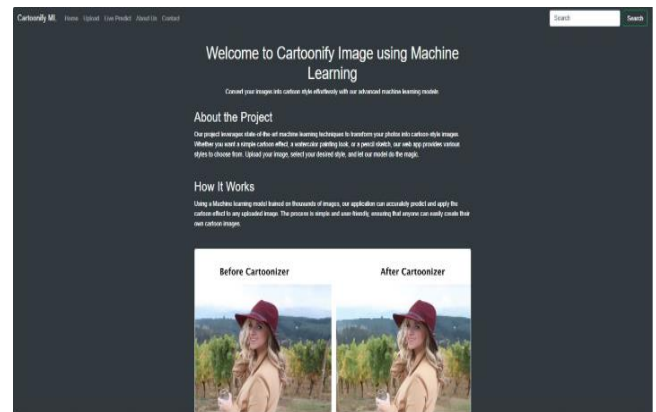 Cartoonify ML Home Upload Live Predict About Us Contact Search Search
Welcome to Cartoonify Image using Machine
Learning
Convert your images into cartoon style effortlessly with our advanced machine learning models
About the Project
Our project leverages state-of-the-art machine learning techniques to transform your photos into cartoon-style images.
Whether you want a simple cartoon effect, a watercolor painting look, or a pencil sketch, our web app provides various
styles to choose from. Upload your image, select your desired style, and let our model do the magic.
How It Works
Using a Machine learning model trained on thousands of images, our application can accurately predict and apply the
cartoon effect to any uploaded image. The process is simple and user-friendly, ensuring that anyone can easily create their
own cartoon images.
Before Cartoonizer After Cartoonizer